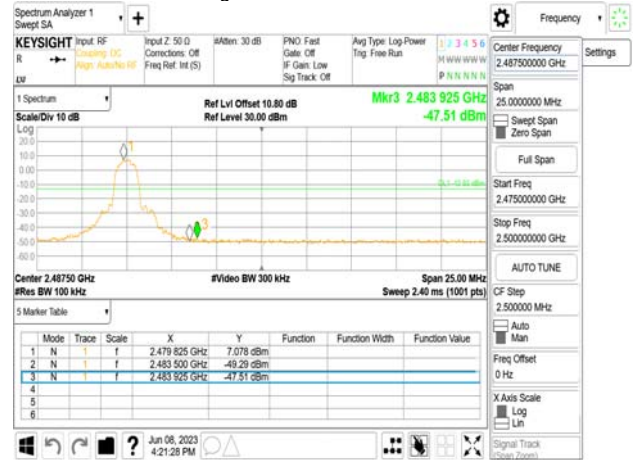 Spectrum Analyzer 1
Swept SA
Frequency
KEYSIGHT
Input: RF
Coupling: DC
Align: Auto/No RF
Input Z: 50 Ω
Corrections: Off
Freq Ref: Int (S)
#Atten: 30 dB
PNO: Fast
Gate: Off
IF Gain: Low
Sig Track: Off
Avg Type: Log-Power
Trig: Free Run
1 2 3 4 5 6
M W W W W W
P N N N N N
R
LU
1 Spectrum
Scale/Div 10 dB
Ref Lvl Offset 10.80 dB
Ref Level 30.00 dBm
Mkr3 2.483 925 GHz
-47.51 dBm
Log
20.0
10.0
0.00
-10.0
-20.0
-30.0
-40.0
-50.0
-60.0
1
3
Center 2.48750 GHz
#Res BW 100 kHz
#Video BW 300 kHz
Span 25.00 MHz
Sweep 2.40 ms (1001 pts)
5 Marker Table
Mode Trace Scale X Y Function Function Width Function Value
1 N 1 f 2.479 825 GHz 7.078 dBm
2 N 1 f 2.483 500 GHz -49.29 dBm
3 N 1 f 2.483 925 GHz -47.51 dBm
4
5
6
?
Jun 08, 2023
4:21:28 PM
Center Frequency
2.487500000 GHz
Settings
Span
25.0000000 MHz
Swept Span
Zero Span
Full Span
Start Freq
2.475000000 GHz
Stop Freq
2.500000000 GHz
AUTO TUNE
CF Step
2.500000 MHz
Auto
Man
Freq Offset
0 Hz
X Axis Scale
Log
Lin
Signal Track
(Span Zoom)